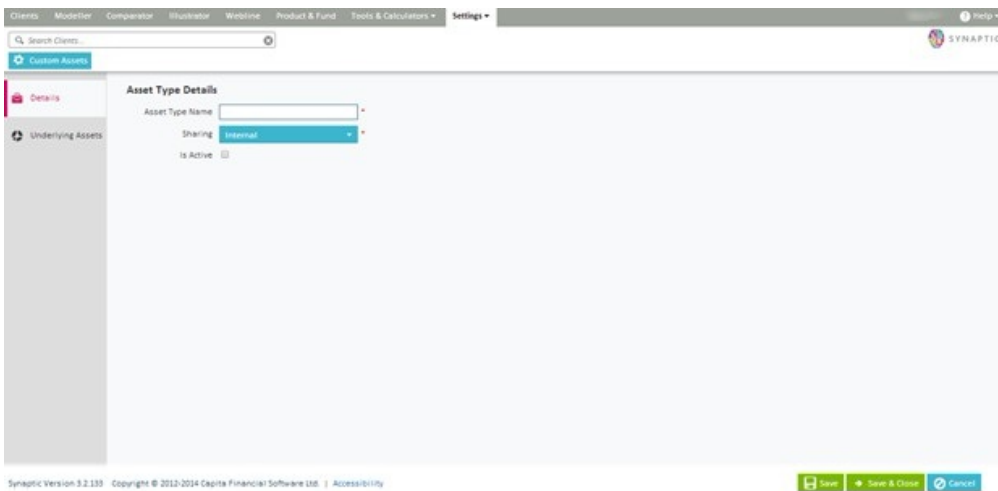 Clients Modeller Comparator Illustrator Webline Product & Fund Tools & Calculators Settings Help
Search Clients...
SYNAPTIC
Custom Assets
Details
Underlying Assets
Asset Type Details
Asset Type Name *
Sharing Internal *
Is Active
Synaptic Version 3.2.133 Copyright © 2012-2014 Capita Financial Software Ltd. | Accessibility
Save Save & Close Cancel